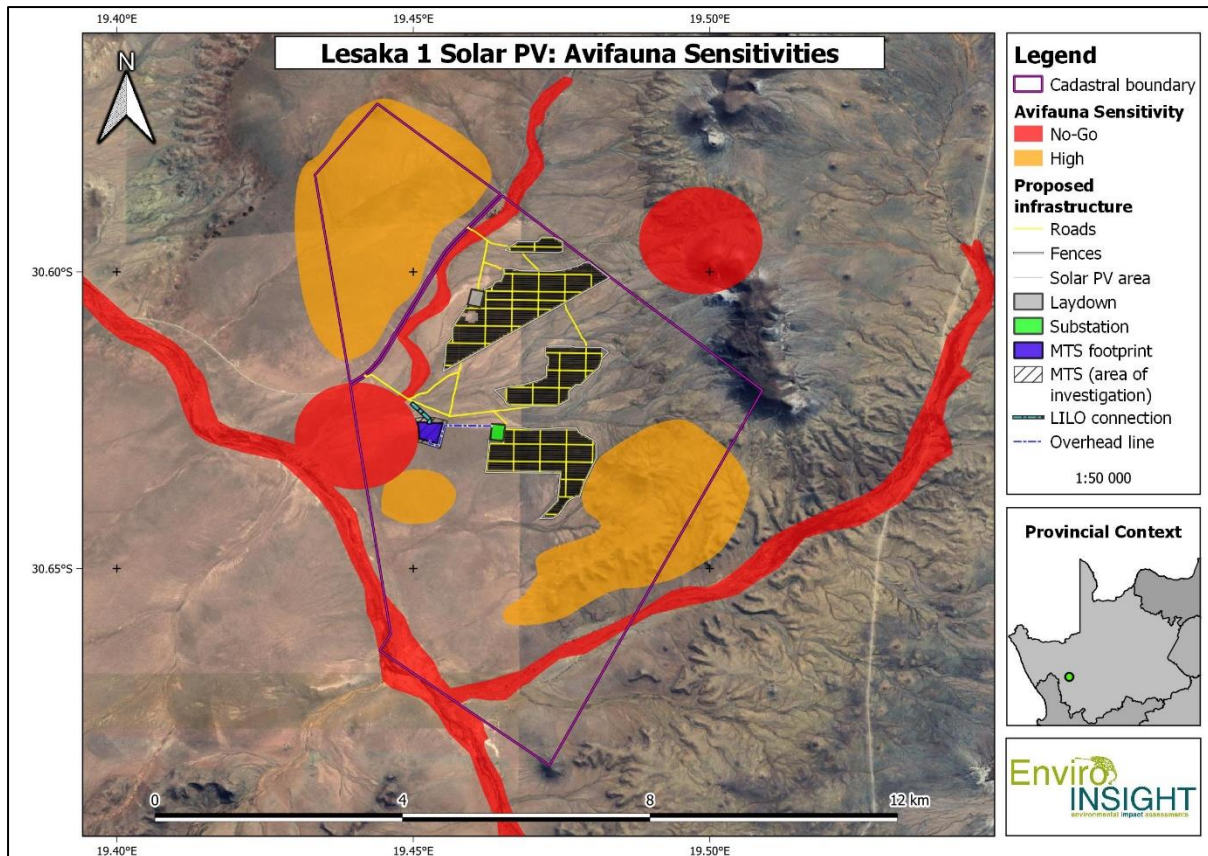 19.40°E 19.45°E 19.50°E
Lesaka 1 Solar PV: Avifauna Sensitivities
N
30.60°S
30.65°S
0 4 8 12 km
19.40°E 19.45°E 19.50°E
Legend
Cadastral boundary
Avifauna Sensitivity
No-Go
High
Proposed
infrastructure
Roads
Fences
Solar PV area
Laydown
Substation
MTS footprint
MTS (area of
investigation)
LILO connection
Overhead line
1:50 000
Provincial Context
Enviro
INSIGHT
environmental impact assessments